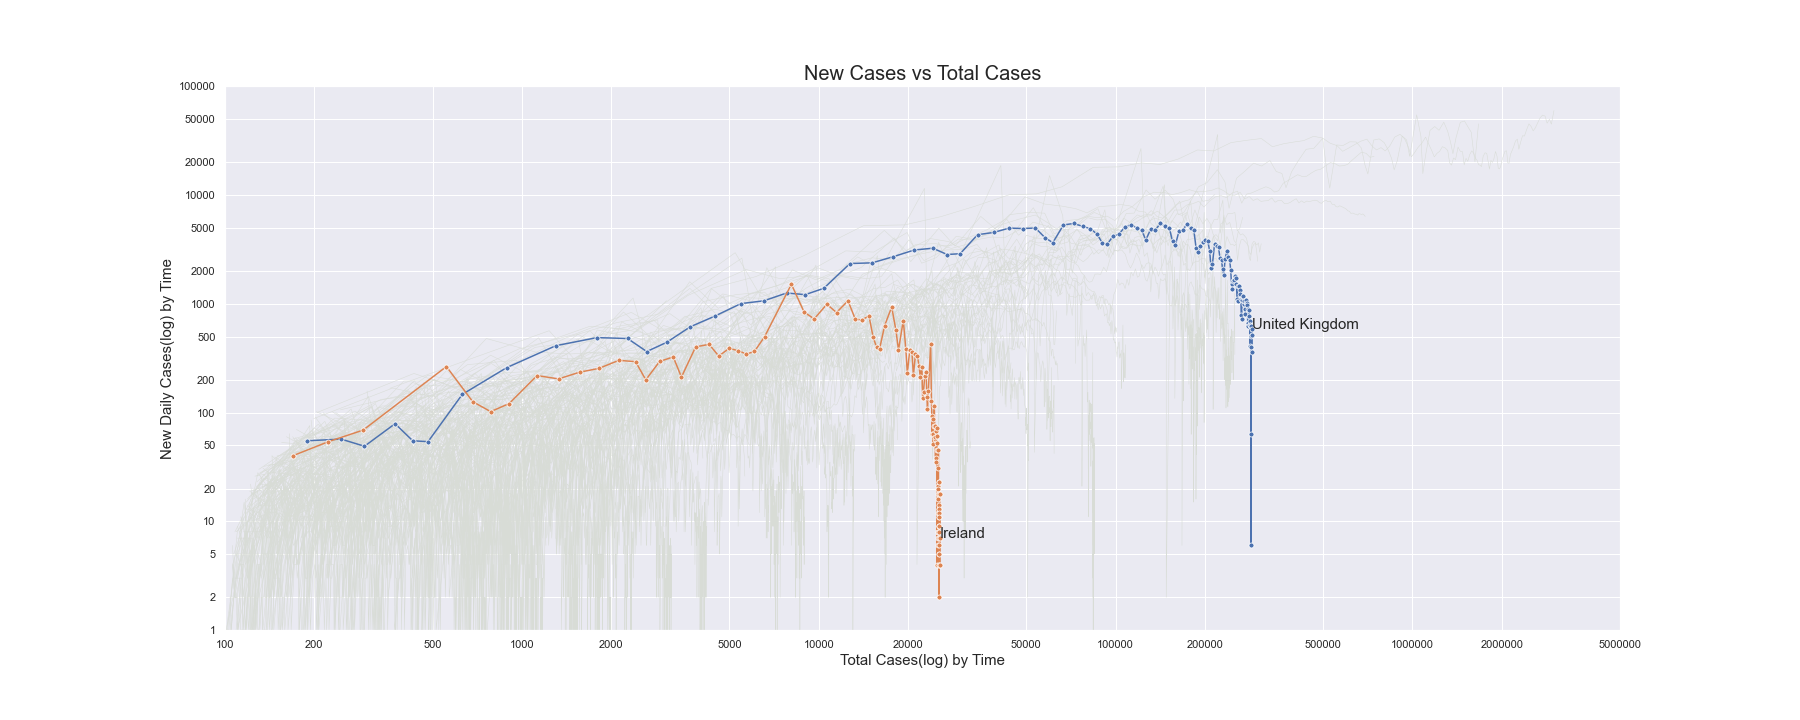 New Cases vs Total Cases
100000
50000
20000
10000
5000
2000
1000
500
200
100
50
20
10
5
2
1
New Daily Cases(log) by Time
United Kingdom
Ireland
100 200 500 1000 2000 5000 10000 20000 50000 100000 200000 500000 1000000 2000000 5000000
Total Cases(log) by Time